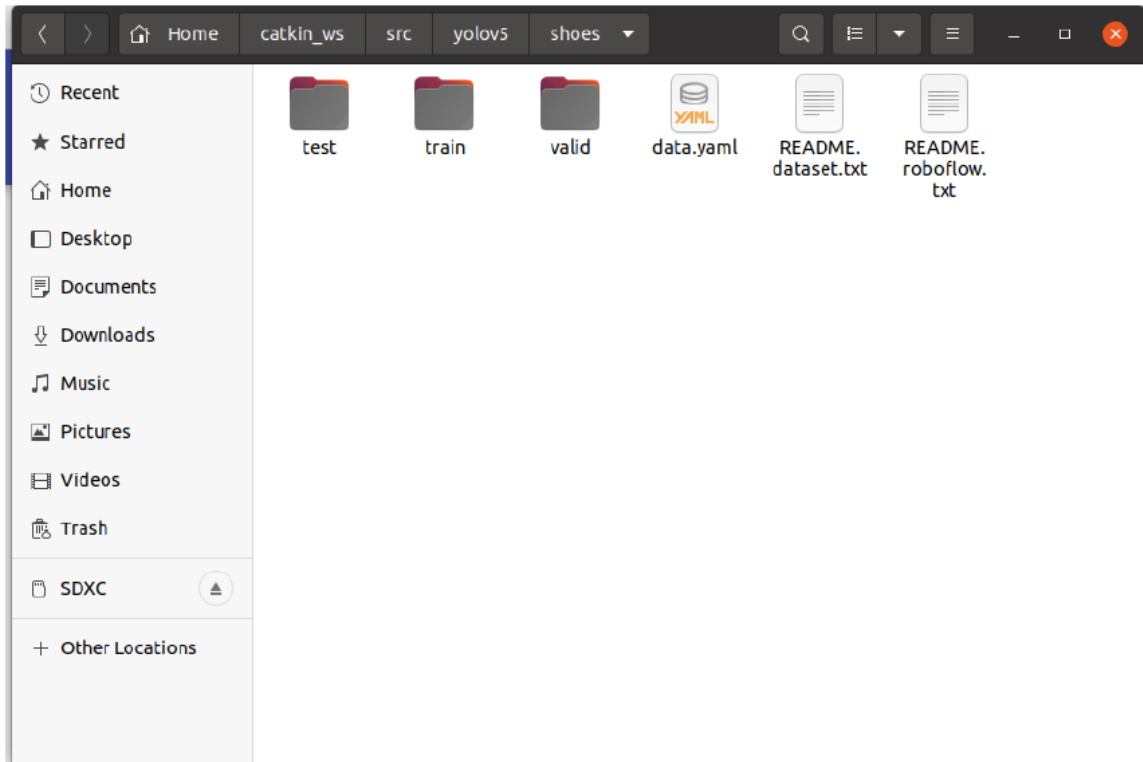 Home catkin_ws src yolov5 shoes
Recent
Starred
Home
Desktop
Documents
Downloads
Music
Pictures
Videos
Trash
SDXC
Other Locations
YAML
test train valid data.yaml README. README.
dataset.txt roboflow.
txt